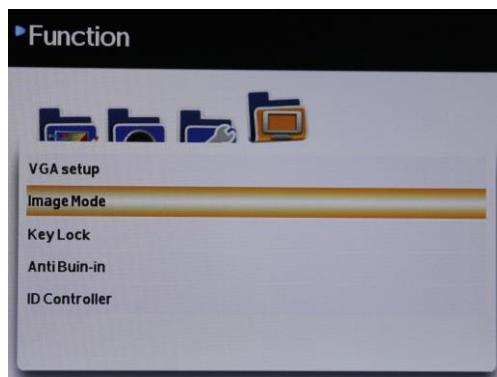 Function
VGA setup
Image Mode
Key Lock
Anti Buin-in
ID Controller